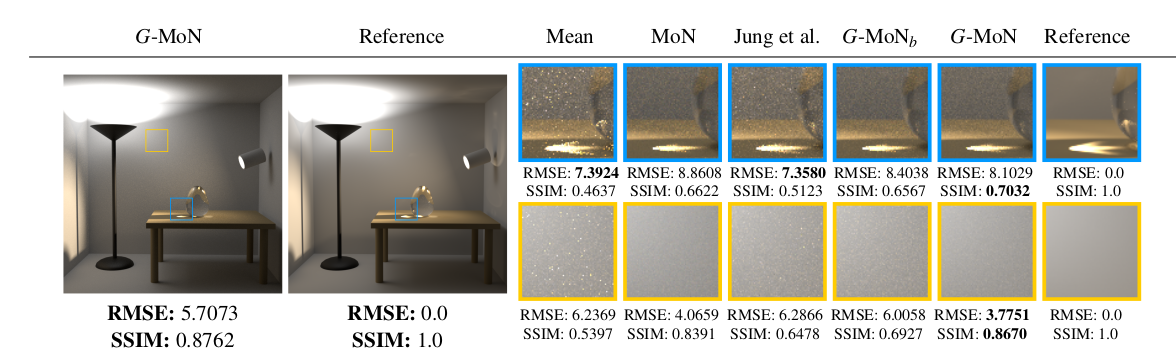 G-MoN Reference Mean MoN Jung et al. G-MoNb G-MoN Reference
RMSE: 7.3924 RMSE: 8.8608 RMSE: 7.3580 RMSE: 8.4038 RMSE: 8.1029 RMSE: 0.0
SSIM: 0.4637 SSIM: 0.6622 SSIM: 0.5123 SSIM: 0.6567 SSIM: 0.7032 SSIM: 1.0
RMSE: 5.7073 RMSE: 0.0
SSIM: 0.8762 SSIM: 1.0
RMSE: 6.2369 RMSE: 4.0659 RMSE: 6.2866 RMSE: 6.0058 RMSE: 3.7751 RMSE: 0.0
SSIM: 0.5397 SSIM: 0.8391 SSIM: 0.6478 SSIM: 0.6927 SSIM: 0.8670 SSIM: 1.0